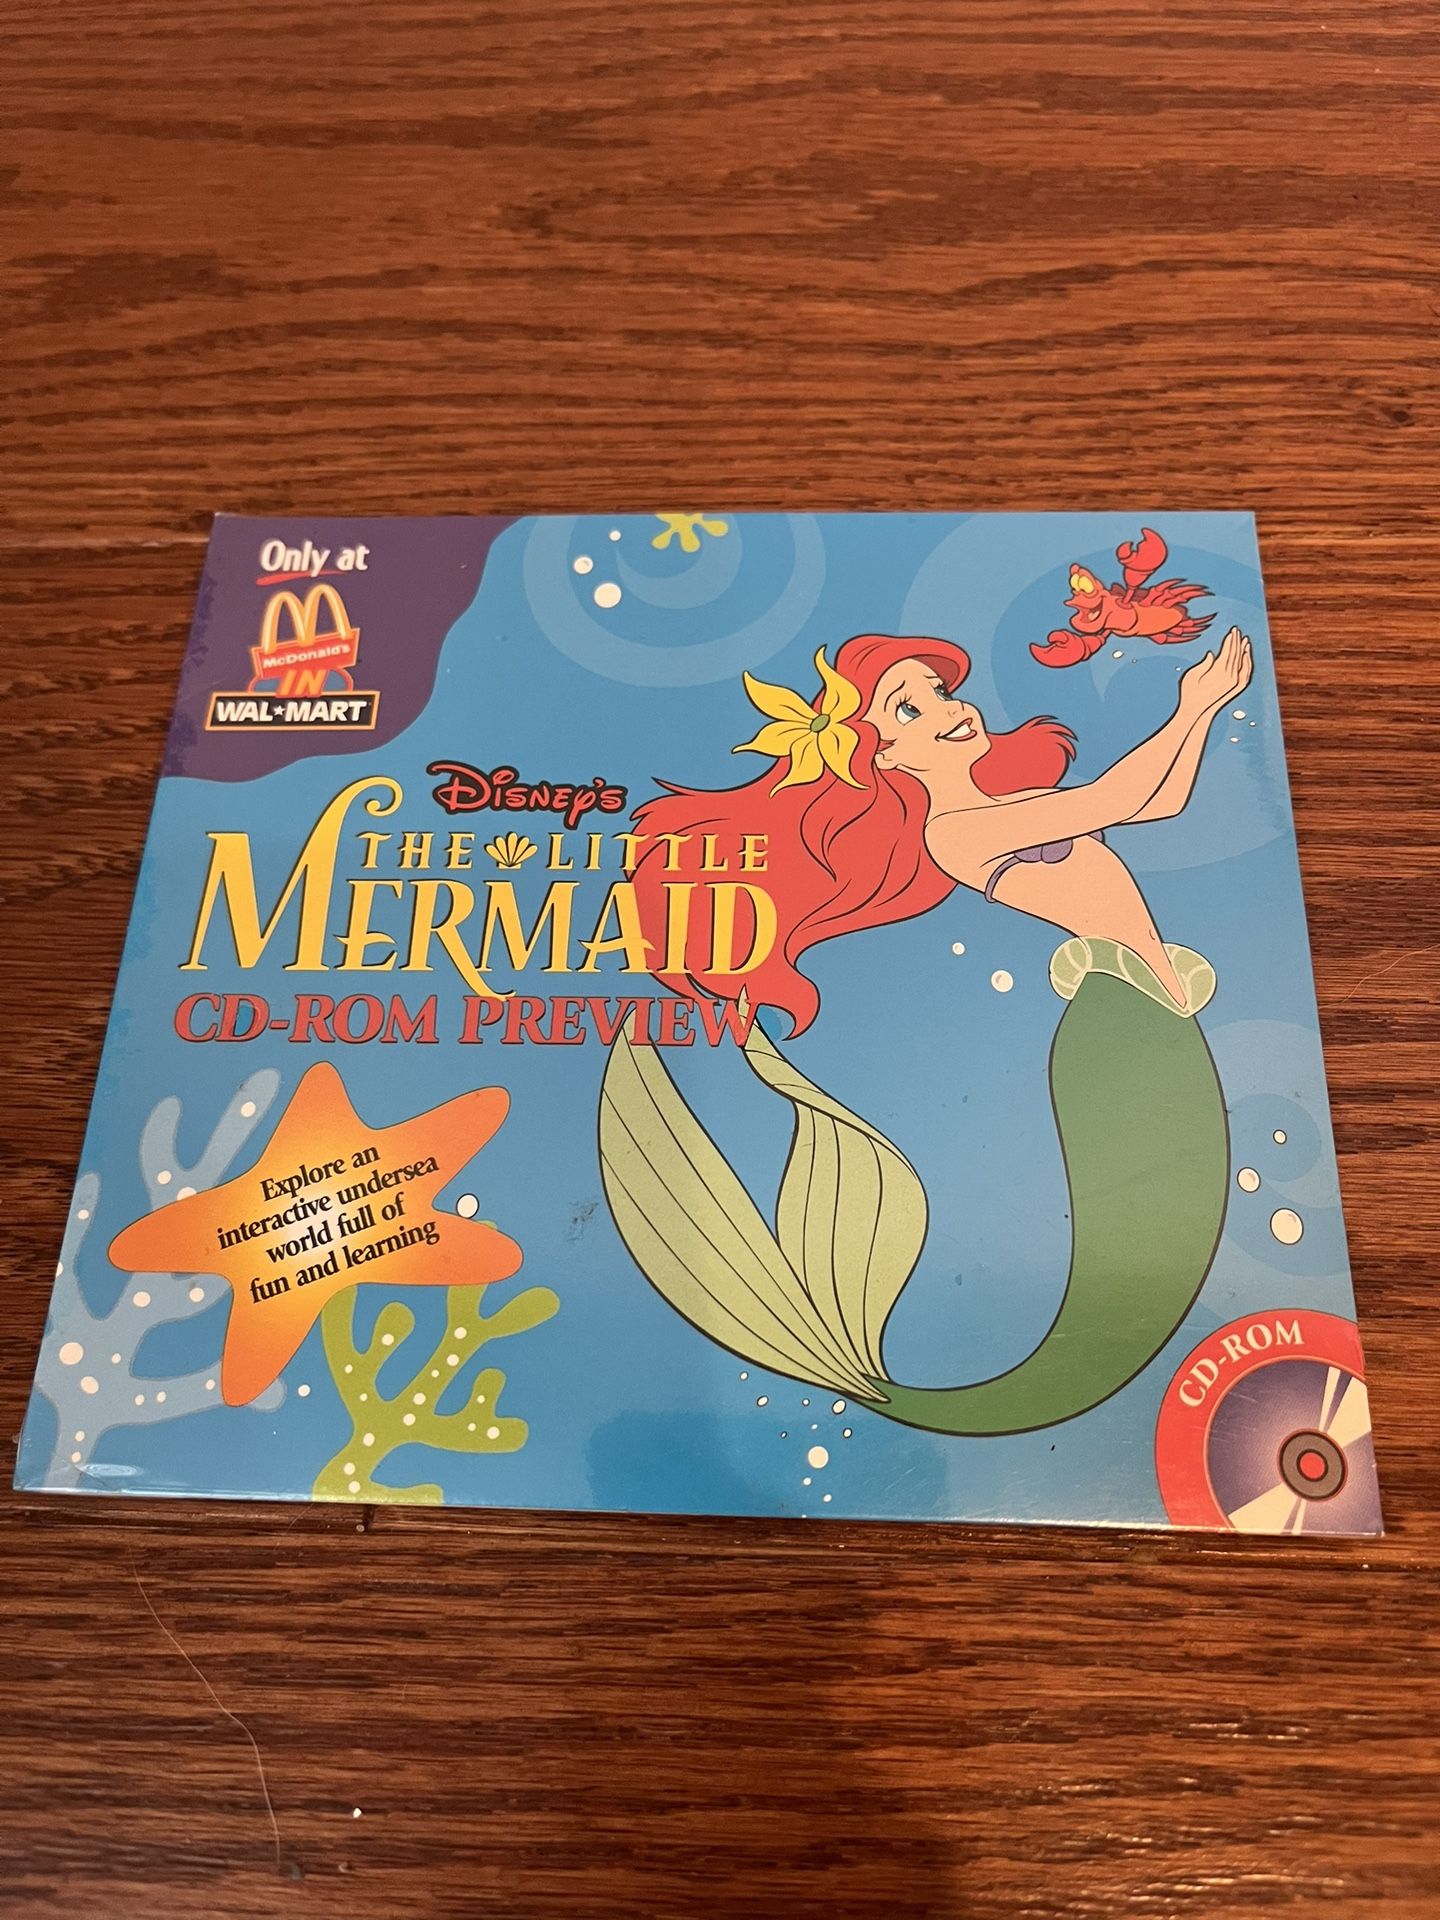 Only at
McDonald's
IN
WAL★MART
Disney's
THE LITTLE
MERMAID
CD-ROM PREVIEW
Explore an
interactive undersea
world full of
fun and learning
CD-ROM